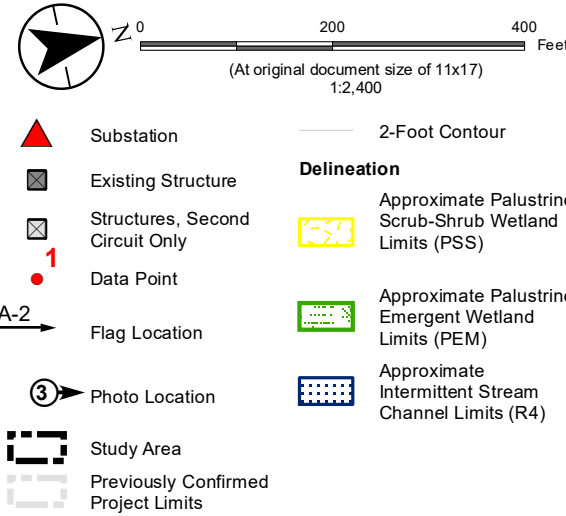 N
0 200 400
Feet
(At original document size of 11x17)
1:2,400
Substation
Existing Structure
Structures, Second
Circuit Only
1
Data Point
A-2
Flag Location
3
Photo Location
Study Area
Previously Confirmed
Project Limits
2-Foot Contour
Delineation
Approximate Palustrine
Scrub-Shrub Wetland
Limits (PSS)
Approximate Palustrine
Emergent Wetland
Limits (PEM)
Approximate
Intermittent Stream
Channel Limits (R4)